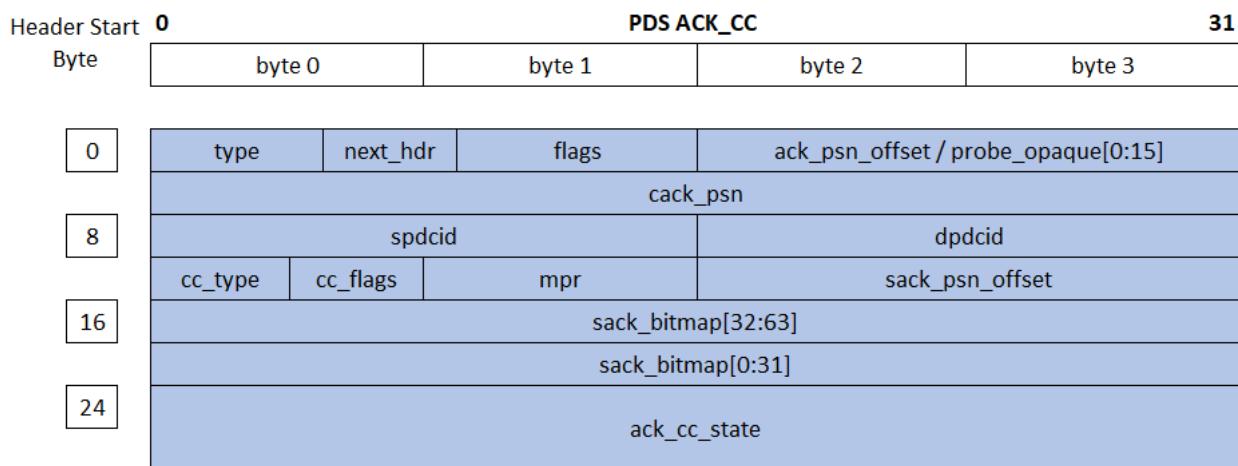 Header Start Byte
0 PDS ACK_CC 31
byte 0 byte 1 byte 2 byte 3
0 type next_hdr flags ack_psn_offset / probe_opaque[0:15]
cack_psn
8 spdcid dpdcid
cc_type cc_flags mpr sack_psn_offset
16 sack_bitmap[32:63]
sack_bitmap[0:31]
24 ack_cc_state